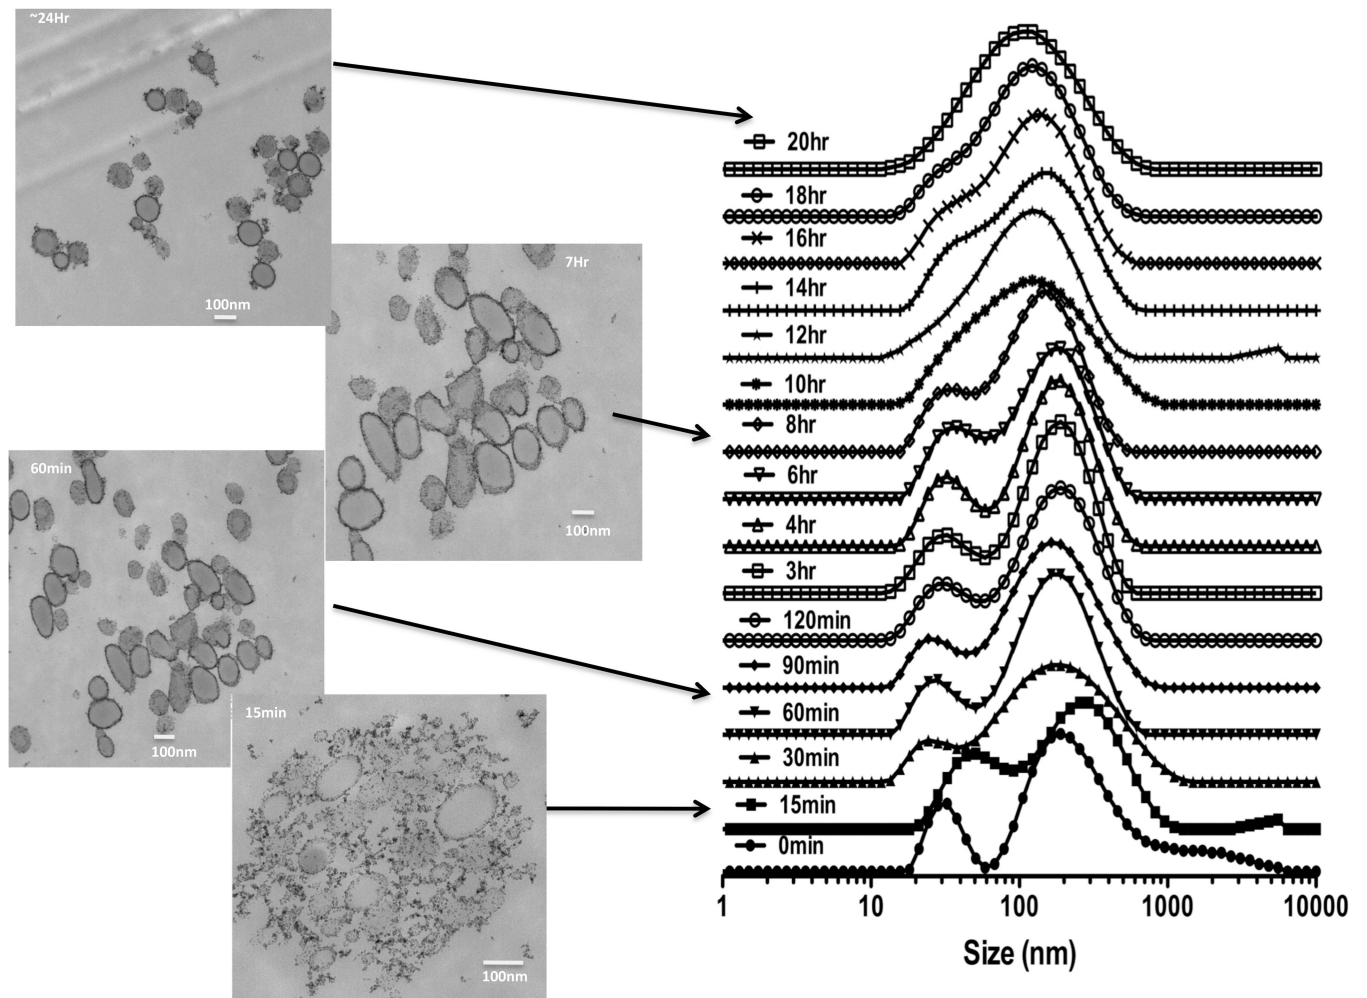 ~24Hr
100nm
7Hr
100nm
60min
100nm
15min
100nm
20hr
18hr
16hr
14hr
12hr
10hr
8hr
6hr
4hr
3hr
120min
90min
60min
30min
15min
0min
1 10 100 1000 10000
Size (nm)